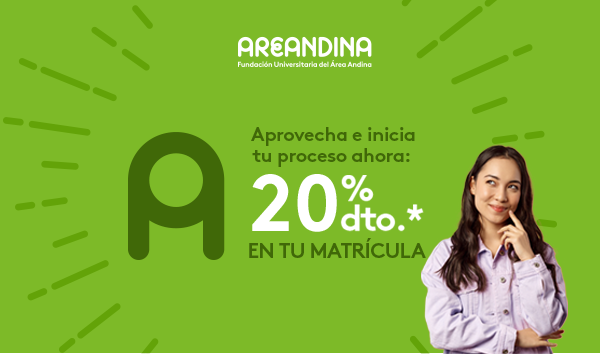 AREANDINA
Fundación Universitaria del Área Andina
Aprovecha e inicia
tu proceso ahora:
20% dto.*
EN TU MATRÍCULA